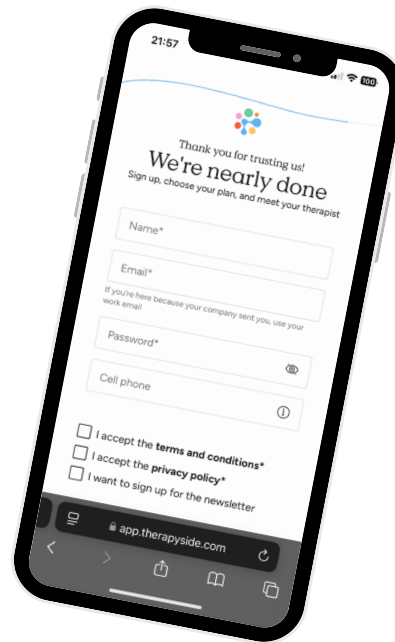 21:57
100
Thank you for trusting us!
We're nearly done
Sign up, choose your plan, and meet your therapist
Name*
Email*
If you're here because your company sent you, use your
work email
Password*
Cell phone
I accept the terms and conditions*
I accept the privacy policy*
I want to sign up for the newsletter
app.therapyside.com